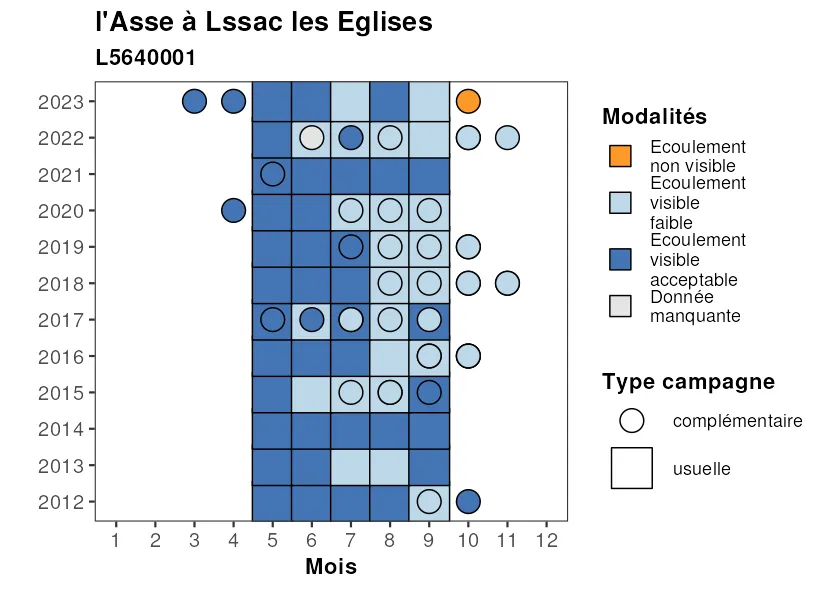 l'Asse à Lssac les Eglises
L5640001
2023
2022
2021
2020
2019
2018
2017
2016
2015
2014
2013
2012
1 2 3 4 5 6 7 8 9 10 11 12
Mois
Modalités
Ecoulement
non visible
Ecoulement
visible
faible
Ecoulement
visible
acceptable
Donnée
manquante
Type campagne
complémentaire
usuelle